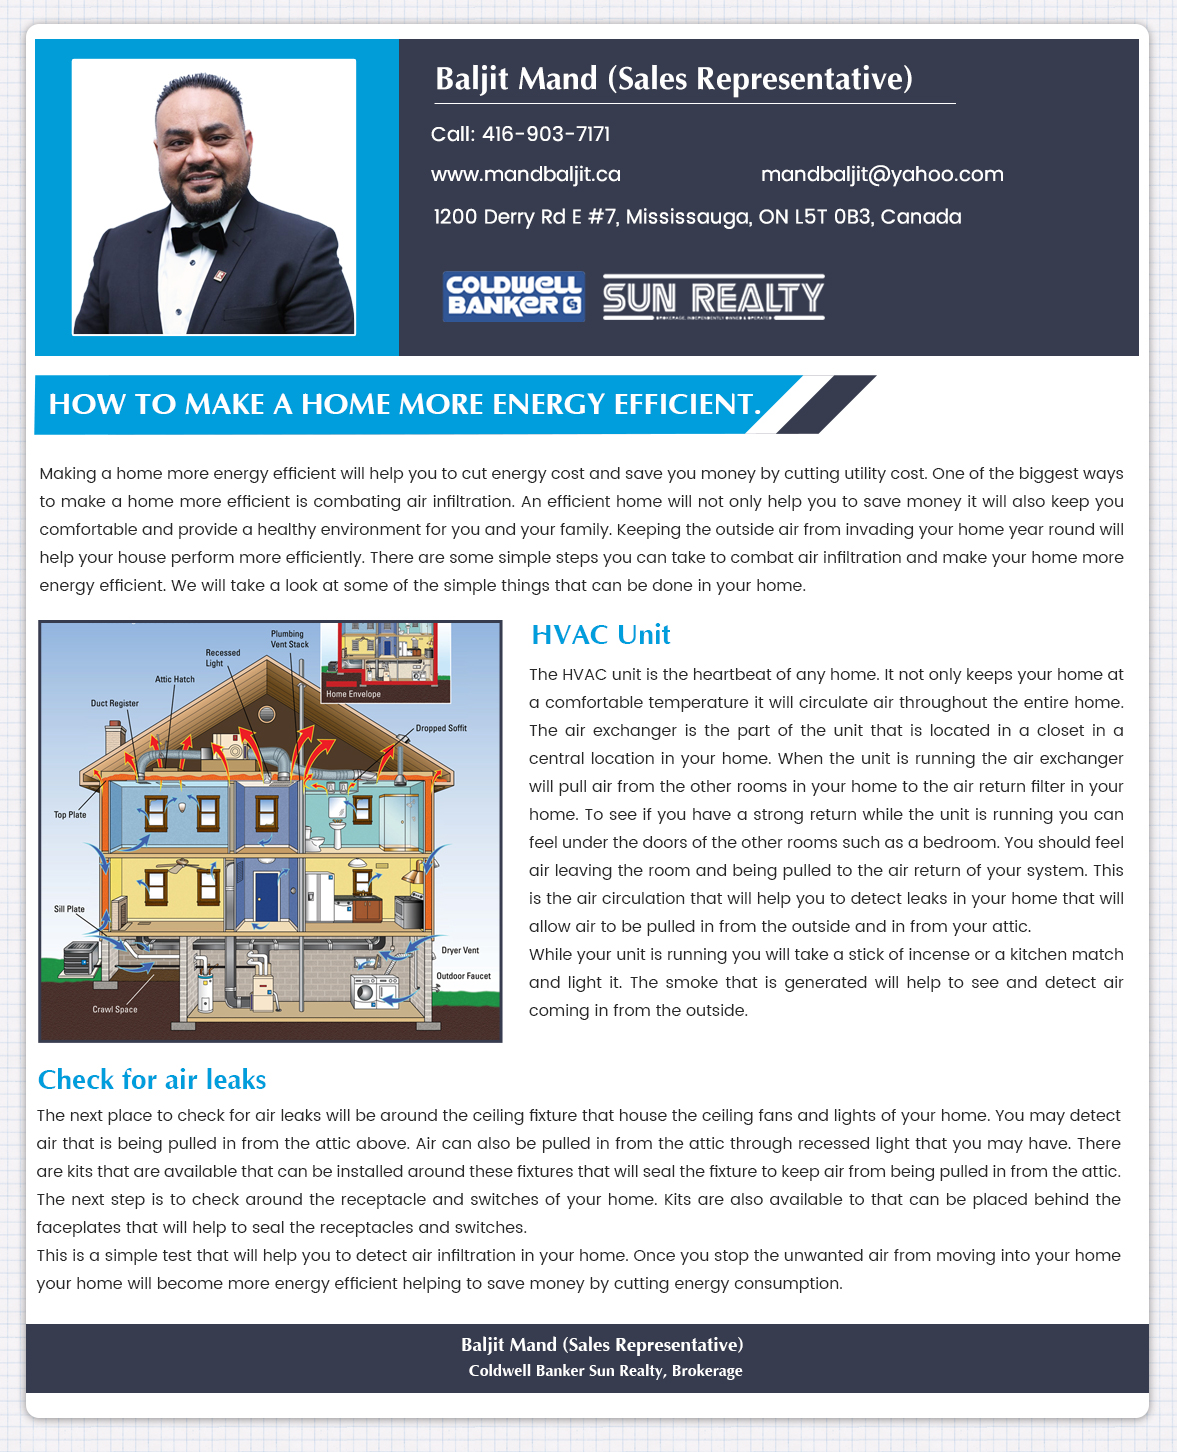 Baljit Mand (Sales Representative)
Call: 416-903-7171
www.mandbaljit.ca
mandbaljit@yahoo.com
1200 Derry Rd E #7, Mississauga, ON L5T 0B3, Canada
COLDWELL
BANKER
SUN REALTY
BROKERAGE, INDEPENDENTLY OWNED & OPERATED
HOW TO MAKE A HOME MORE ENERGY EFFICIENT.
Making a home more energy efficient will help you to cut energy cost and save you money by cutting utility cost. One of the biggest ways
to make a home more efficient is combating air infiltration. An efficient home will not only help you to save money it will also keep you
comfortable and provide a healthy environment for you and your family. Keeping the outside air from invading your home year round will
help your house perform more efficiently. There are some simple steps you can take to combat air infiltration and make your home more
energy efficient. We will take a look at some of the simple things that can be done in your home.
Plumbing
Vent Stack
Recessed
Light
Attic Hatch
Duct Register
Home Envelope
Dropped Soffit
Top Plate
Sill Plate
Dryer Vent
Outdoor Faucet
Crawl Space
HVAC Unit
The HVAC unit is the heartbeat of any home. It not only keeps your home at
a comfortable temperature it will circulate air throughout the entire home.
The air exchanger is the part of the unit that is located in a closet in a
central location in your home. When the unit is running the air exchanger
will pull air from the other rooms in your home to the air return filter in your
home. To see if you have a strong return while the unit is running you can
feel under the doors of the other rooms such as a bedroom. You should feel
air leaving the room and being pulled to the air return of your system. This
is the air circulation that will help you to detect leaks in your home that will
allow air to be pulled in from the outside and in from your attic.
While your unit is running you will take a stick of incense or a kitchen match
and light it. The smoke that is generated will help to see and detect air
coming in from the outside.
Check for air leaks
The next place to check for air leaks will be around the ceiling fixture that house the ceiling fans and lights of your home. You may detect
air that is being pulled in from the attic above. Air can also be pulled in from the attic through recessed light that you may have. There
are kits that are available that can be installed around these fixtures that will seal the fixture to keep air from being pulled in from the attic.
The next step is to check around the receptacle and switches of your home. Kits are also available to that can be placed behind the
faceplates that will help to seal the receptacles and switches.
This is a simple test that will help you to detect air infiltration in your home. Once you stop the unwanted air from moving into your home
your home will become more energy efficient helping to save money by cutting energy consumption.
Baljit Mand (Sales Representative)
Coldwell Banker Sun Realty, Brokerage